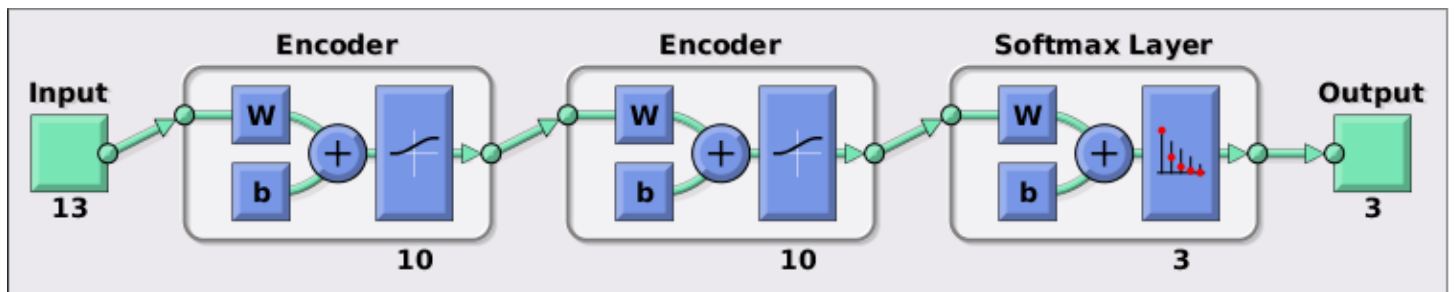 Encoder Encoder Softmax Layer
Input Output
W W W
b b b
13 3
10 10 3